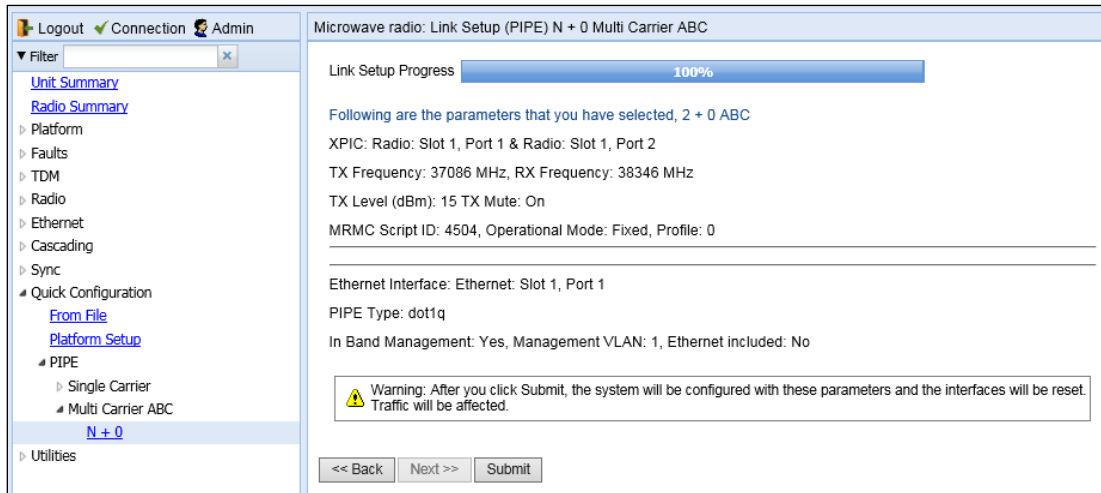 Logout Connection Admin
Filter
Unit Summary
Radio Summary
Platform
Faults
TDM
Radio
Ethernet
Cascading
Sync
Quick Configuration
From File
Platform Setup
PIPE
Single Carrier
Multi Carrier ABC
N + 0
Utilities
Microwave radio: Link Setup (PIPE) N + 0 Multi Carrier ABC
Link Setup Progress 100%
Following are the parameters that you have selected, 2 + 0 ABC
XPIC: Radio: Slot 1, Port 1 & Radio: Slot 1, Port 2
TX Frequency: 37086 MHz, RX Frequency: 38346 MHz
TX Level (dBm): 15 TX Mute: On
MRMC Script ID: 4504, Operational Mode: Fixed, Profile: 0
Ethernet Interface: Ethernet: Slot 1, Port 1
PIPE Type: dot1q
In Band Management: Yes, Management VLAN: 1, Ethernet included: No
Warning: After you click Submit, the system will be configured with these parameters and the interfaces will be reset.
Traffic will be affected.
<< Back Next >> Submit